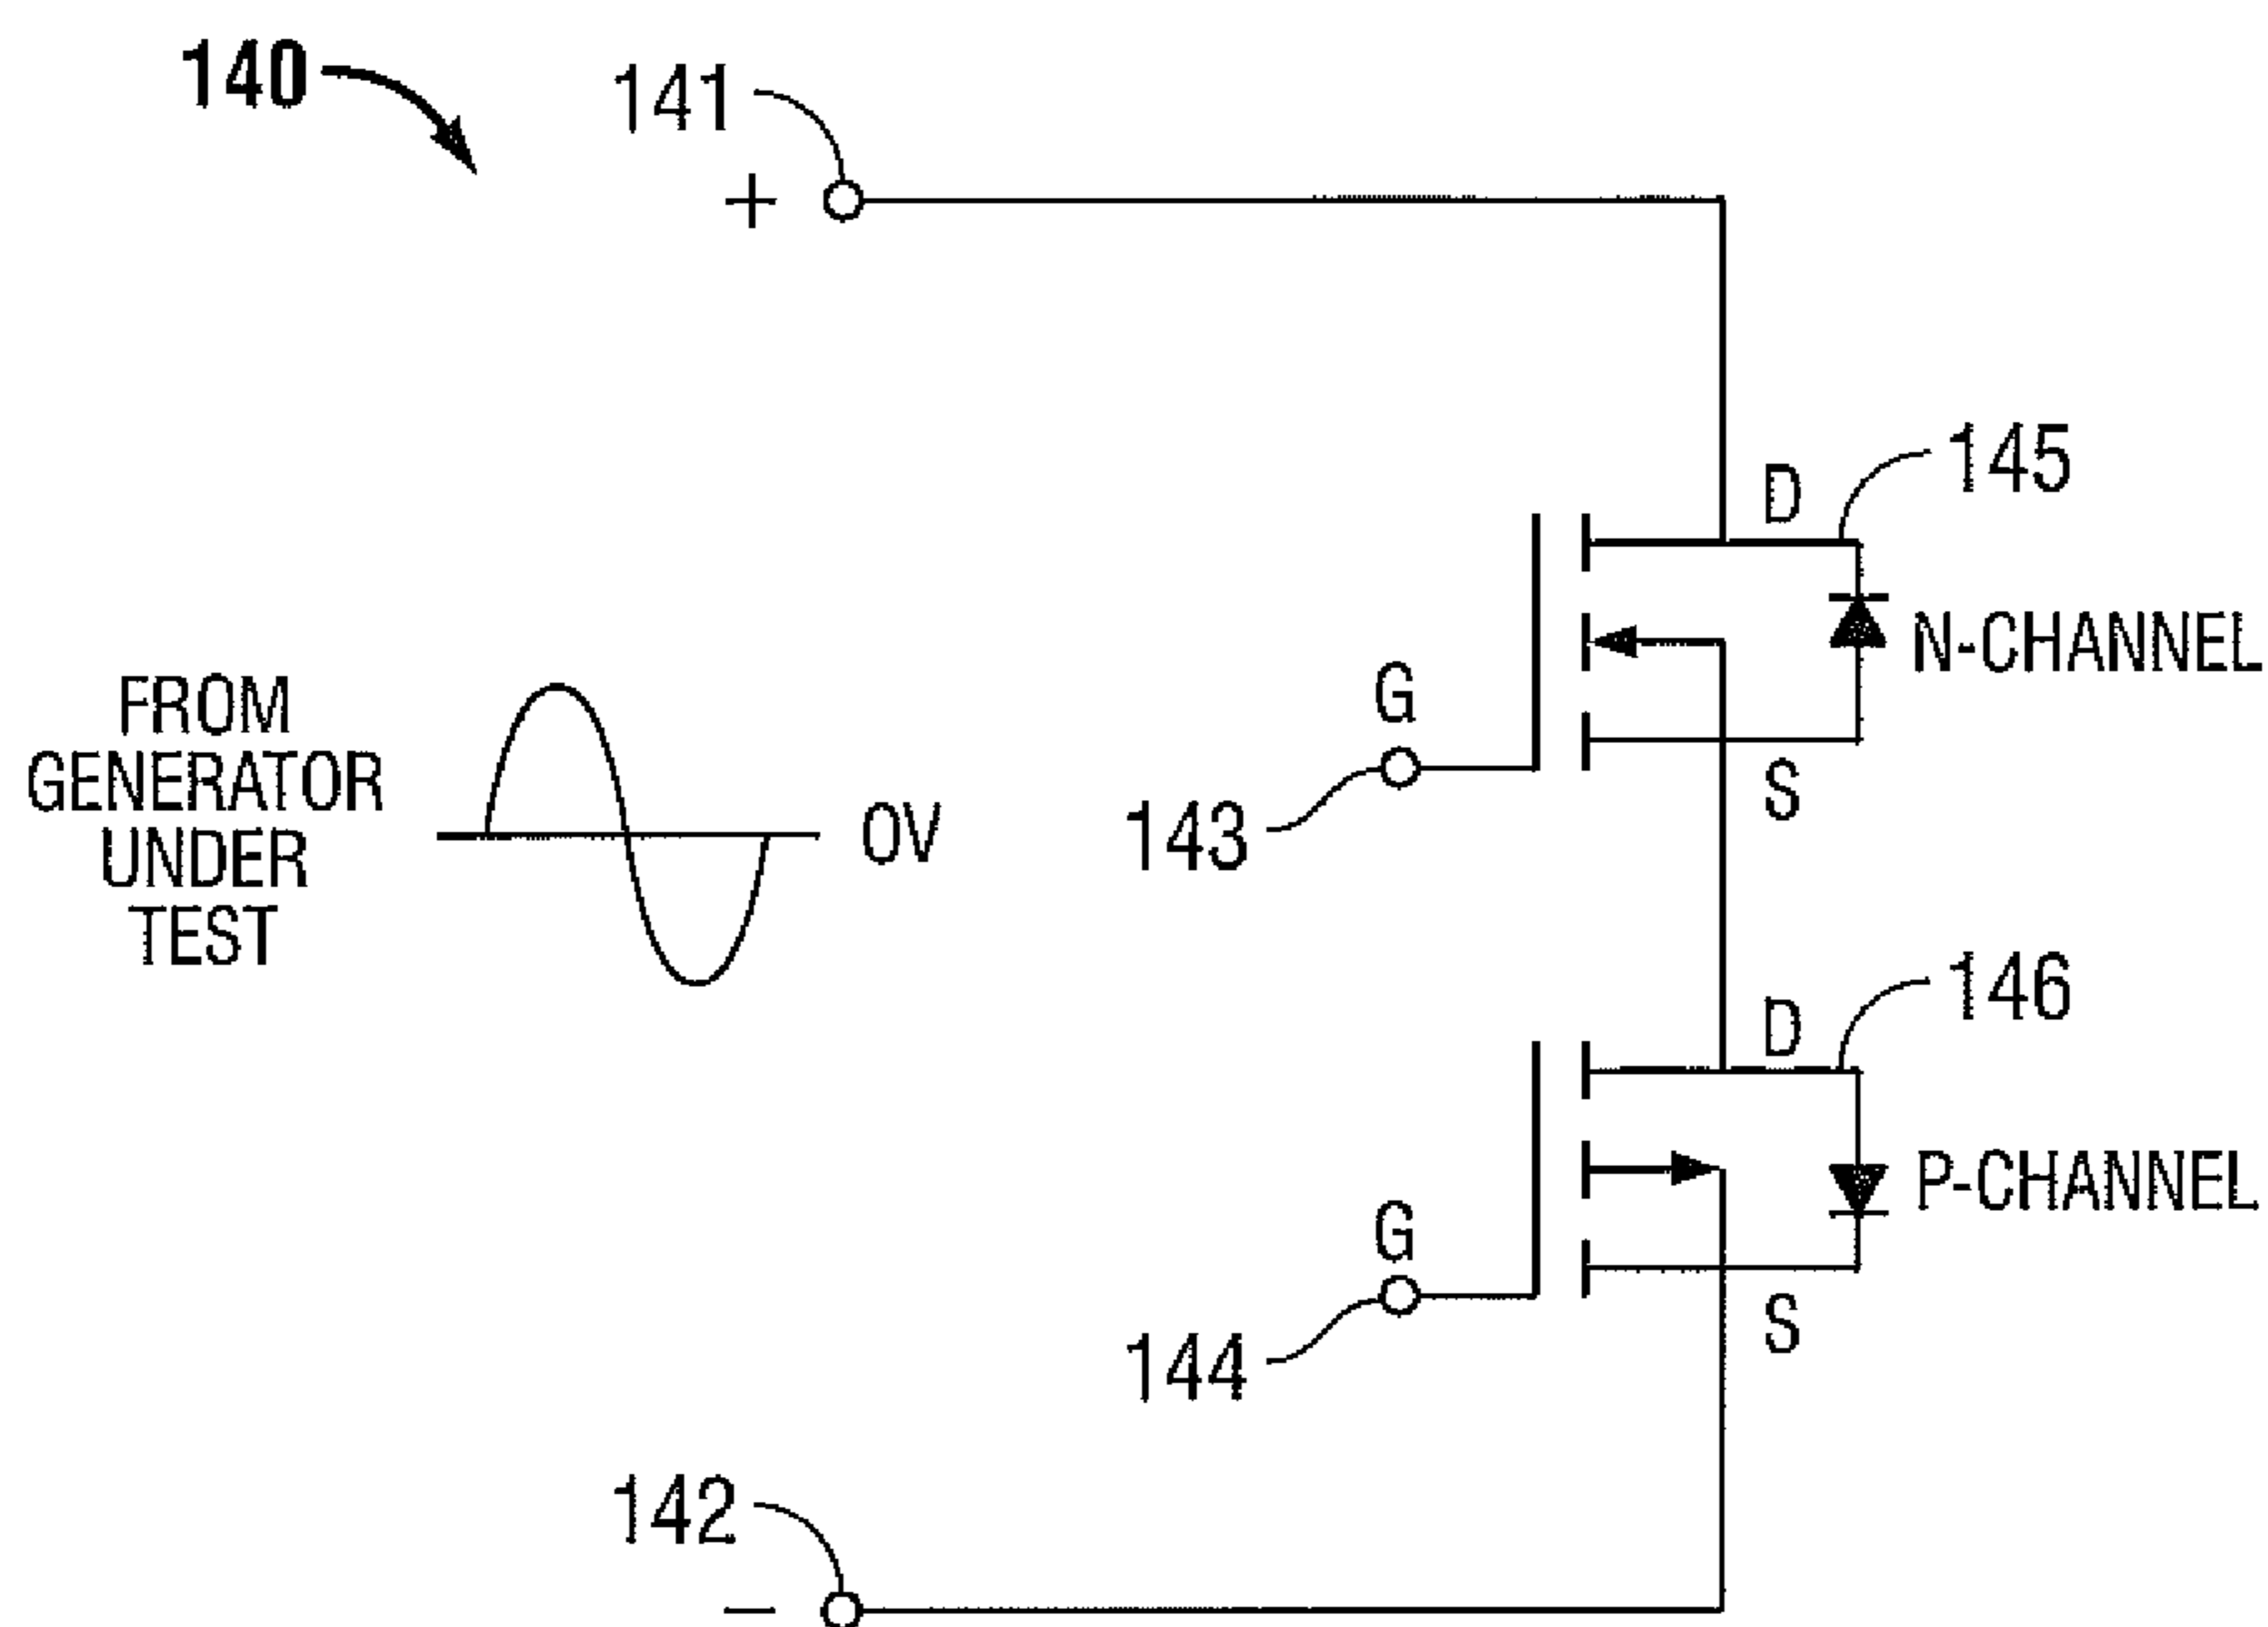 140
141
+
D
145
N-CHANNEL
G
S
143
FROM
GENERATOR
UNDER
TEST
0V
D
146
P-CHANNEL
G
S
144
142
–